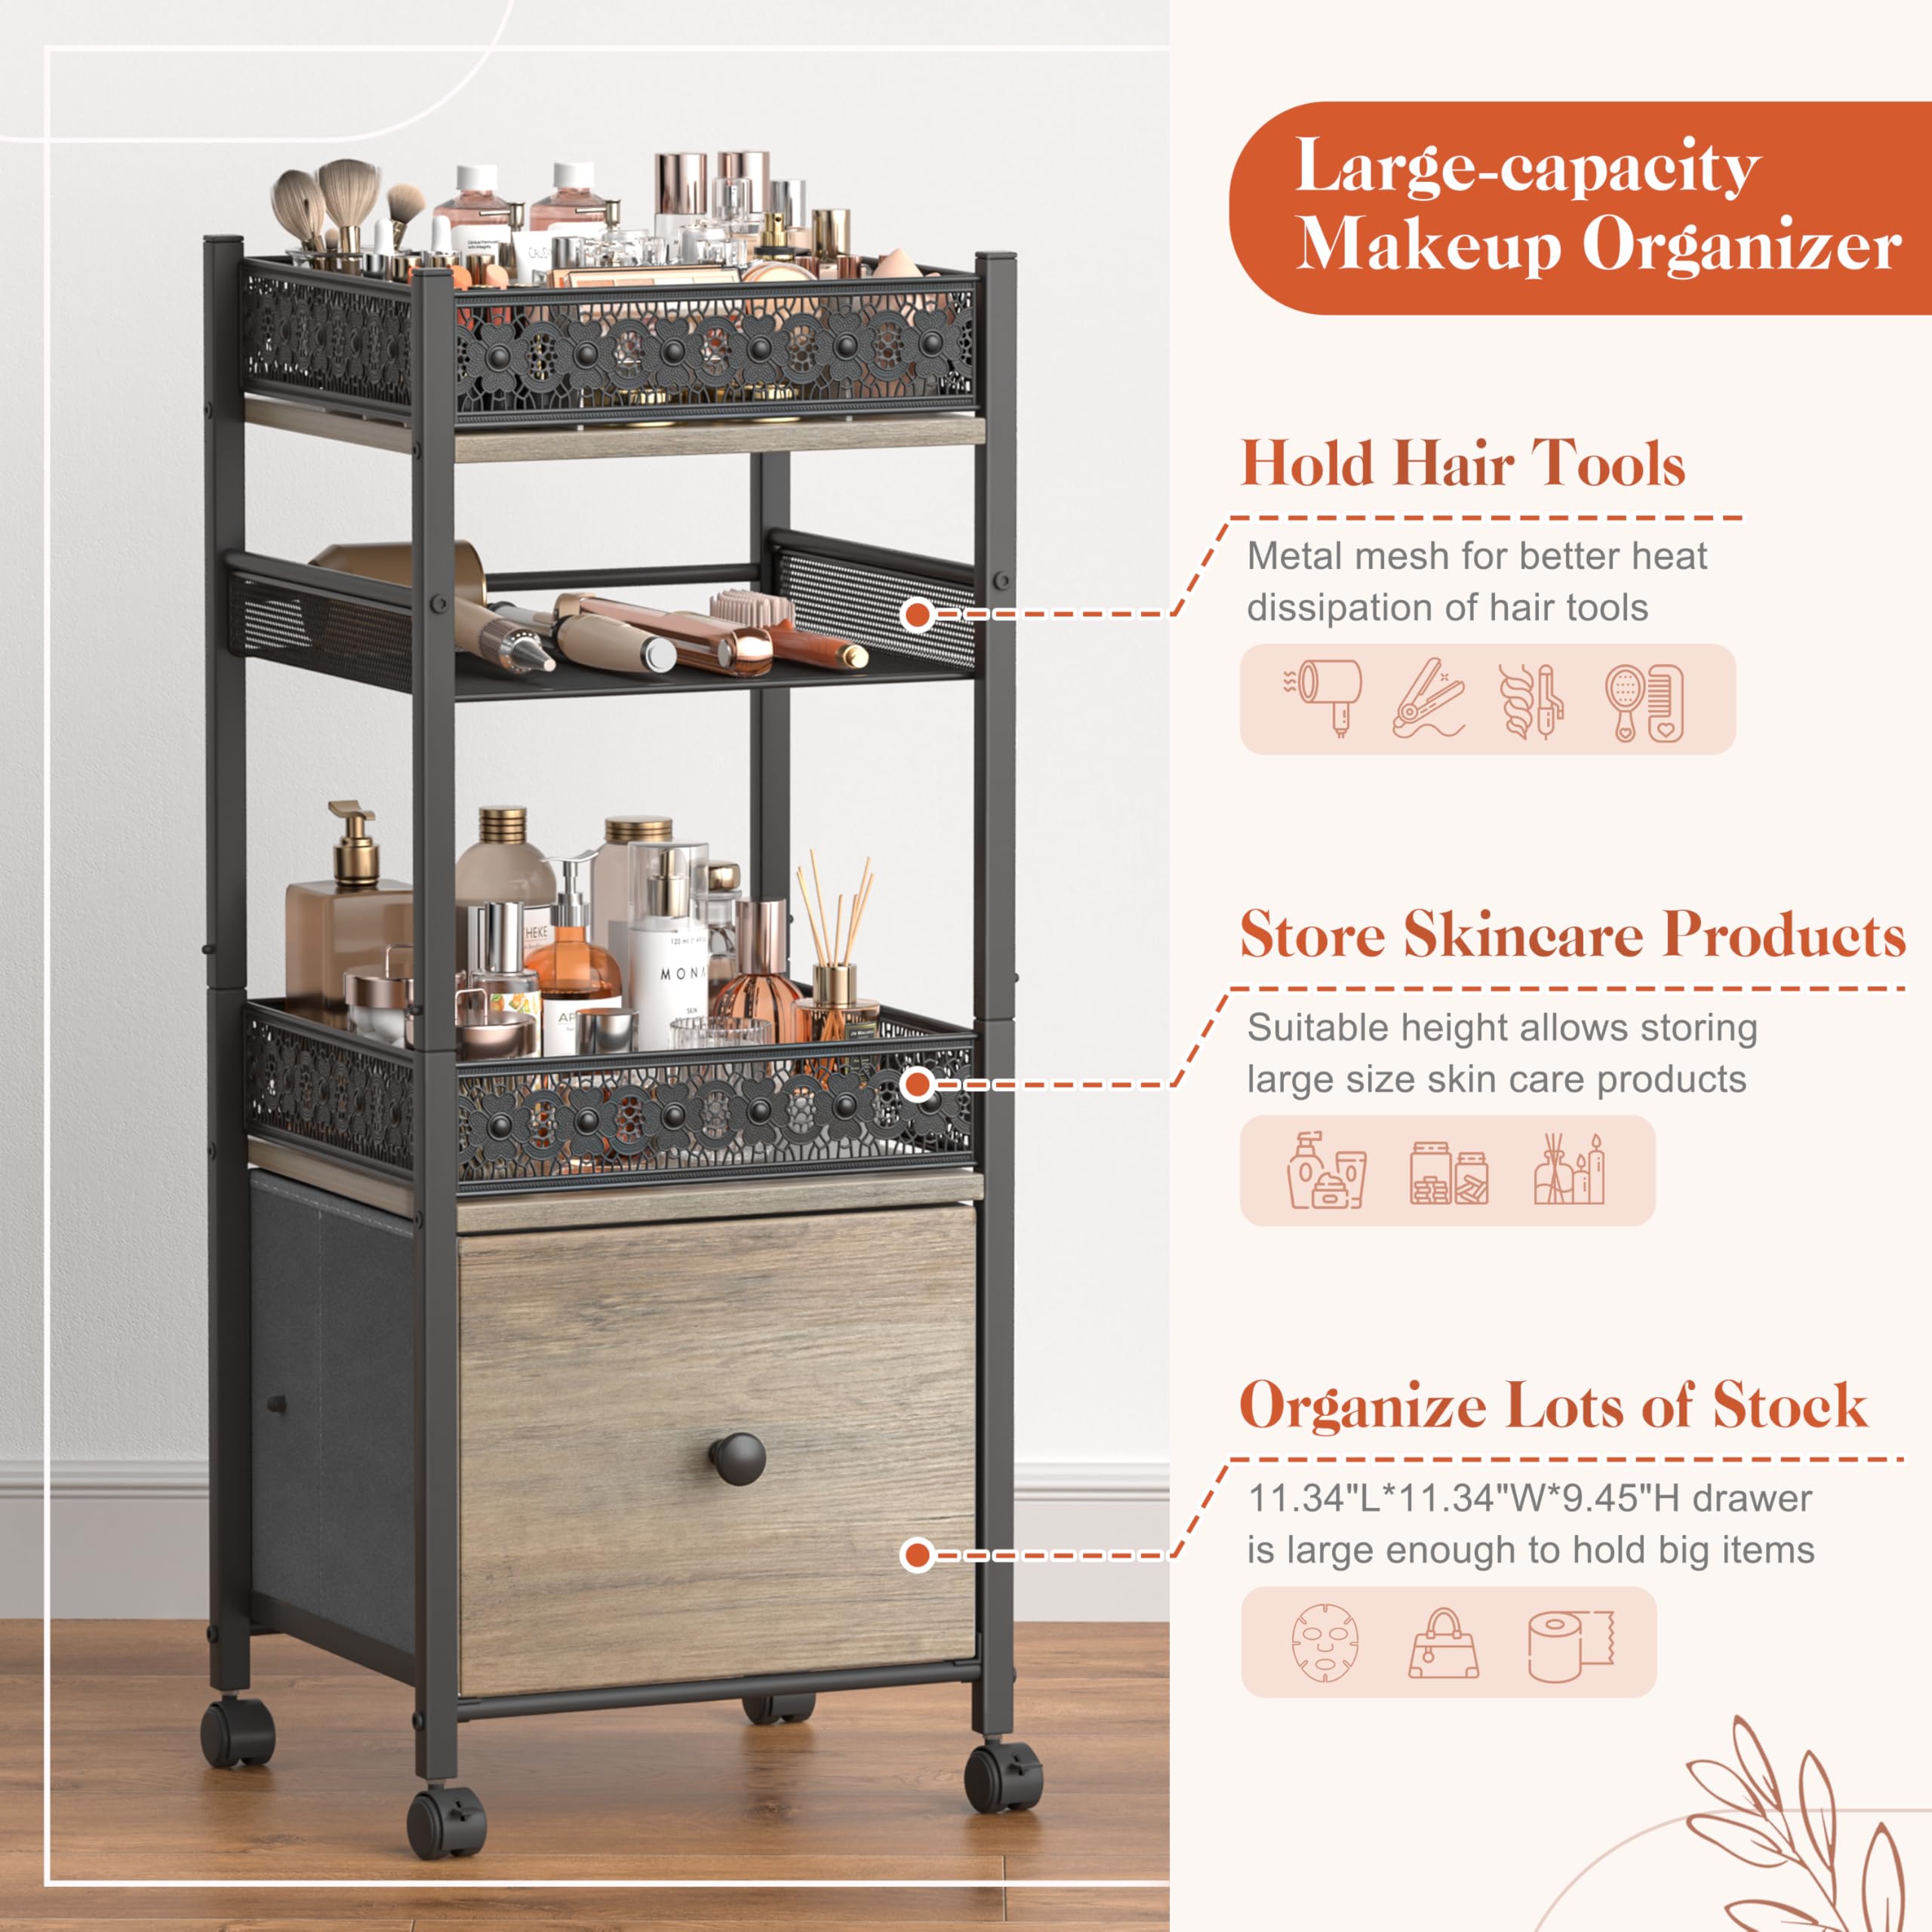 Large-capacity
Makeup Organizer
Hold Hair Tools
Metal mesh for better heat
dissipation of hair tools
Store Skincare Products
Suitable height allows storing
large size skin care products
MONA
Organize Lots of Stock
11.34"L*11.34"W*9.45"H drawer
is large enough to hold big items